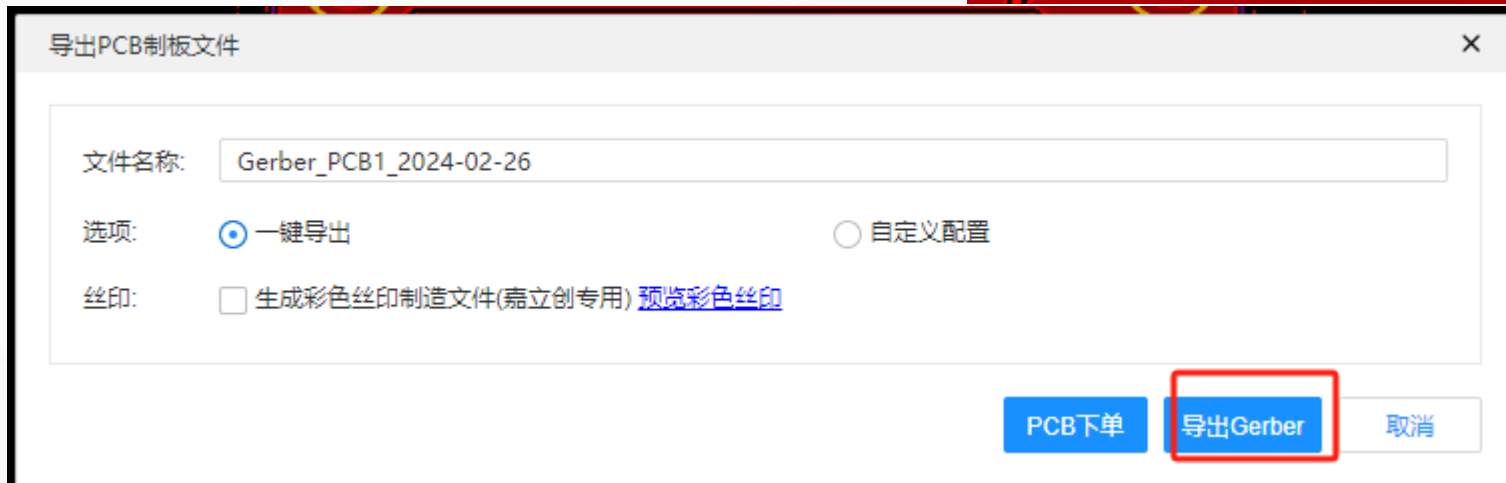 导出PCB制板文件
文件名称: Gerber_PCB1_2024-02-26
选项: 一键导出 自定义配置
丝印: 生成彩色丝印制造文件(嘉立创专用) 预览彩色丝印
PCB下单 导出Gerber 取消